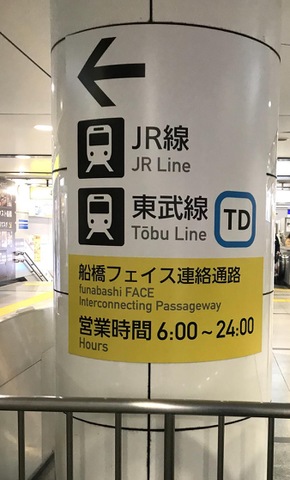 JR線
JR Line
東武線 TD
Tōbu Line
船橋フェイス連絡通路
funabashi FACE
Interconnecting Passageway
営業時間 6:00～24:00
Hours